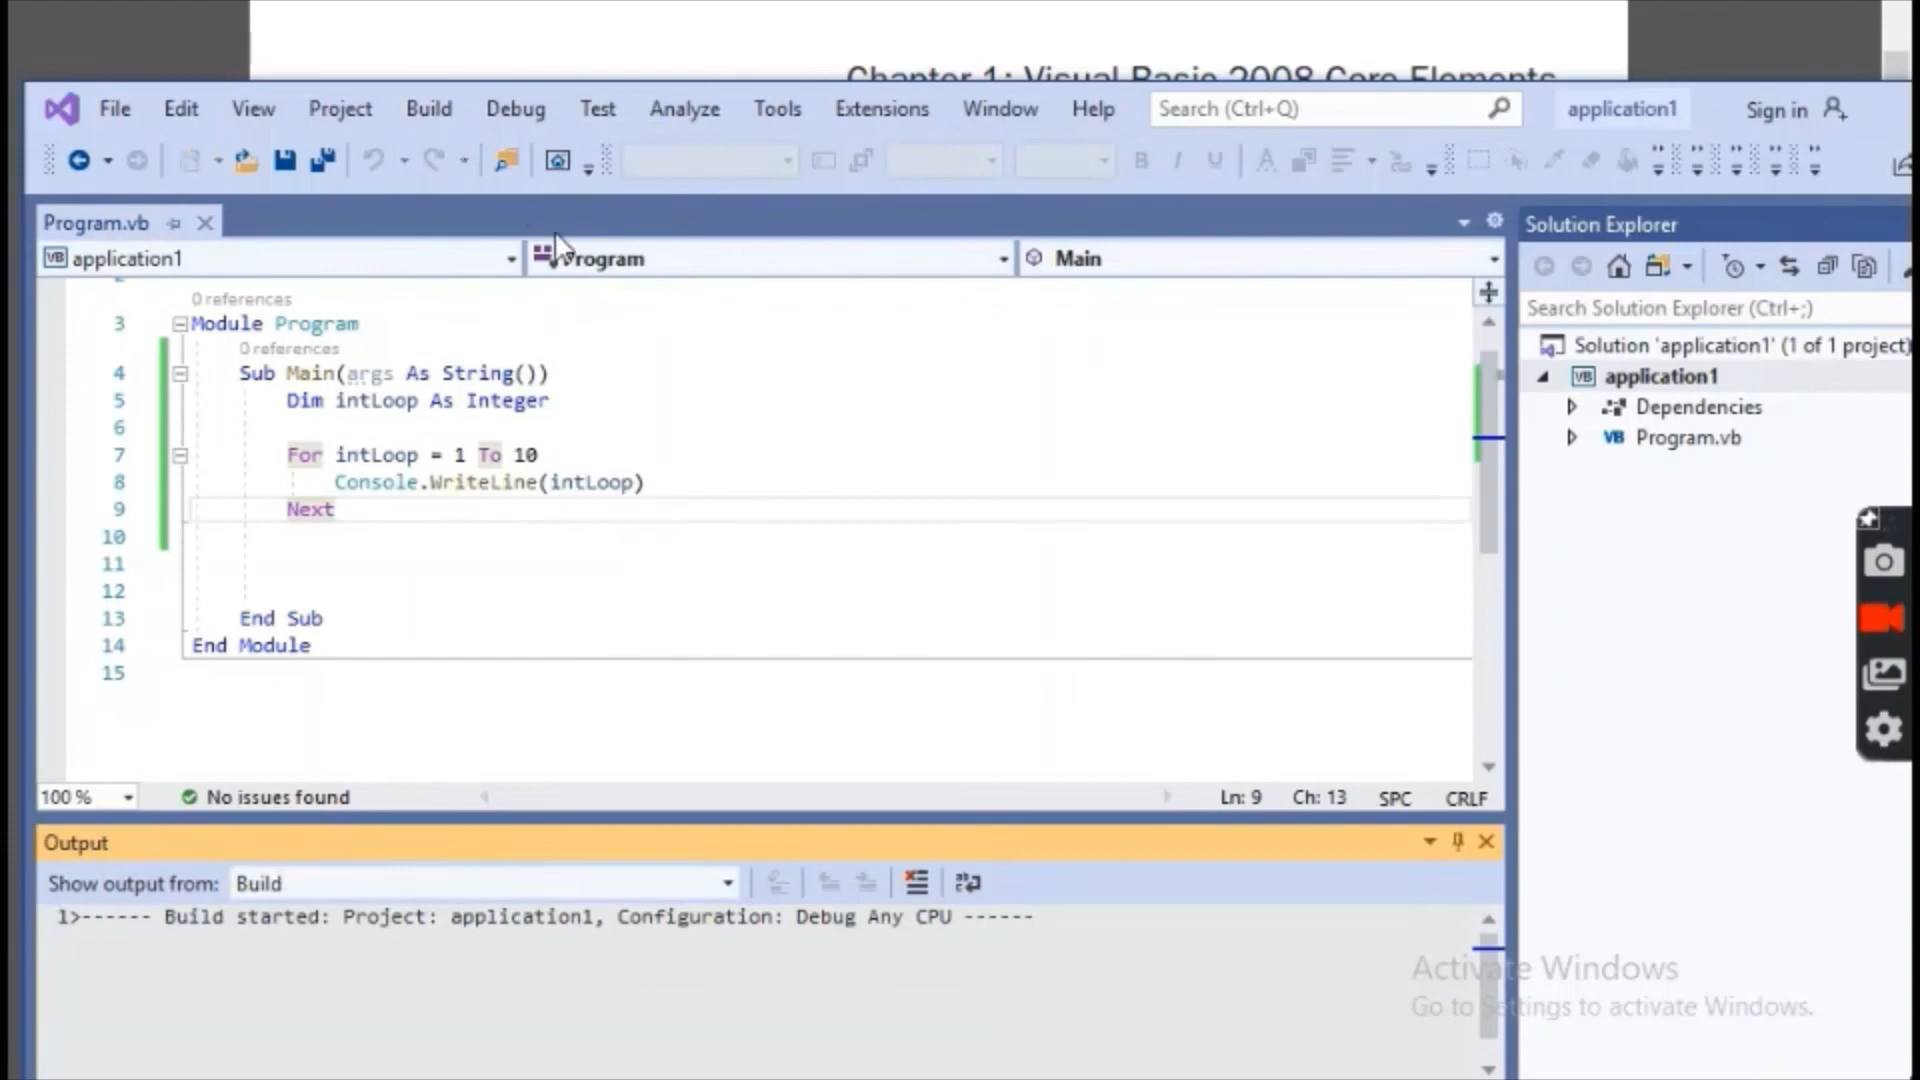 Chapter 1: Visual Basic 2008 Core Elements
File Edit View Project Build Debug Test Analyze Tools Extensions Window Help Search (Ctrl+Q) application1 Sign in
B I U A
Program.vb
Solution Explorer
VB application1
Program
Main
Search Solution Explorer (Ctrl+;)
0 references
3 Module Program
0 references
4 Sub Main(args As String())
5 Dim intLoop As Integer
6
7 For intLoop = 1 To 10
8 Console.WriteLine(intLoop)
9 Next
10
11
12
13 End Sub
14 End Module
15
Solution 'application1' (1 of 1 project)
VB application1
Dependencies
VB Program.vb
100 % No issues found Ln: 9 Ch: 13 SPC CRLF
Output
Show output from: Build
1>------ Build started: Project: application1, Configuration: Debug Any CPU ------
Activate Windows
Go to Settings to activate Windows.